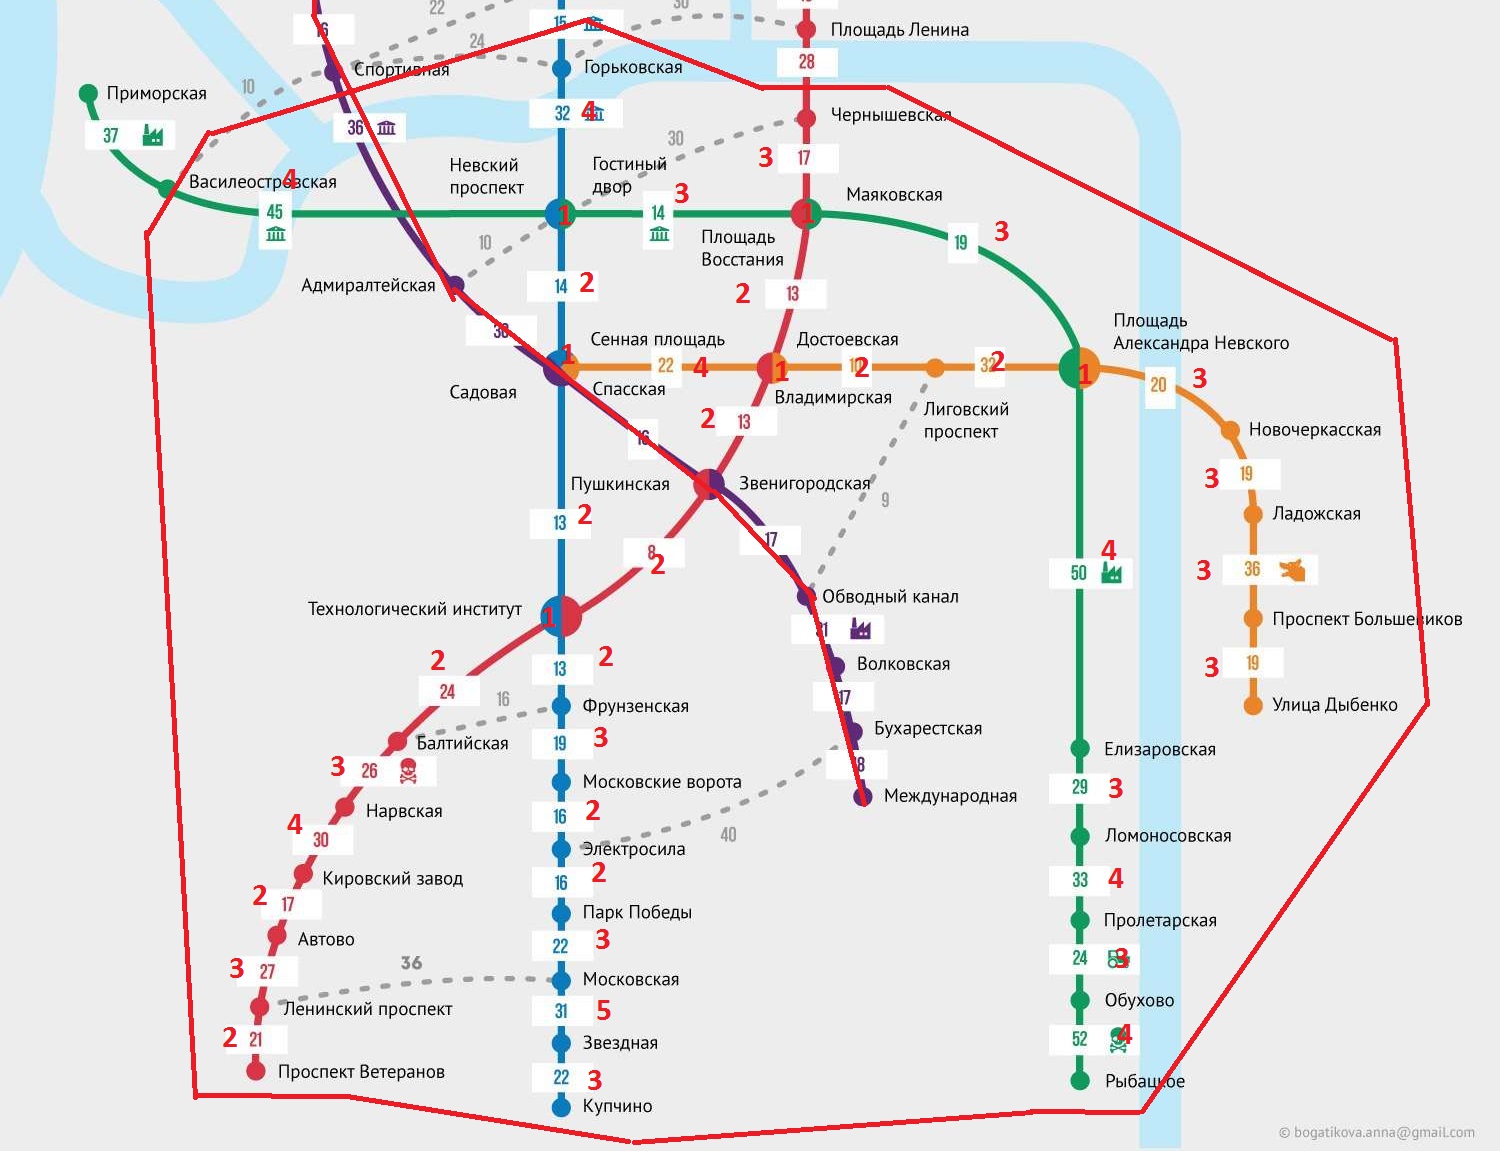 22
30
15
16
Площадь Ленина
24
28
Спортивная
Горьковская
10
Приморская
32 4
Чернышевская
36
37
30
3 17
Невский
проспект
Гостиный
двор
Василеостровская
4
3
Маяковская
45
14
1
1
3
19
Площадь
Восстания
10
Адмиралтейская
14 2
2 13
Площадь
Александра Невского
Сенная площадь
Достоевская
1
22 4
2
2
1
1
20 3
Садовая
Спасская
Владимирская
Лиговский
проспект
2 13
Новочеркасская
16
3 19
Пушкинская
Звенигородская
9
13 2
Ладожская
17
8
2
4
50
3 36
Технологический институт
1
Обводный канал
Проспект Большевиков
2
13 2
Волковская
3 19
24
16
17
Фрунзенская
Улица Дыбенко
Балтийская
19 3
Бухарестская
Елизаровская
3 26
Московские ворота
29 3
Международная
Нарвская
16 2
4
30
40
Ломоносовская
Электросила
Кировский завод
16 2
33 4
2 17
Парк Победы
Пролетарская
Автово
22 3
24 3
3 27
36
Московская
Обухово
Ленинский проспект
31 5
2 21
Звездная
52 4
Проспект Ветеранов
22 3
Рыбацкое
Купчино
© bogatikova.anna@gmail.com